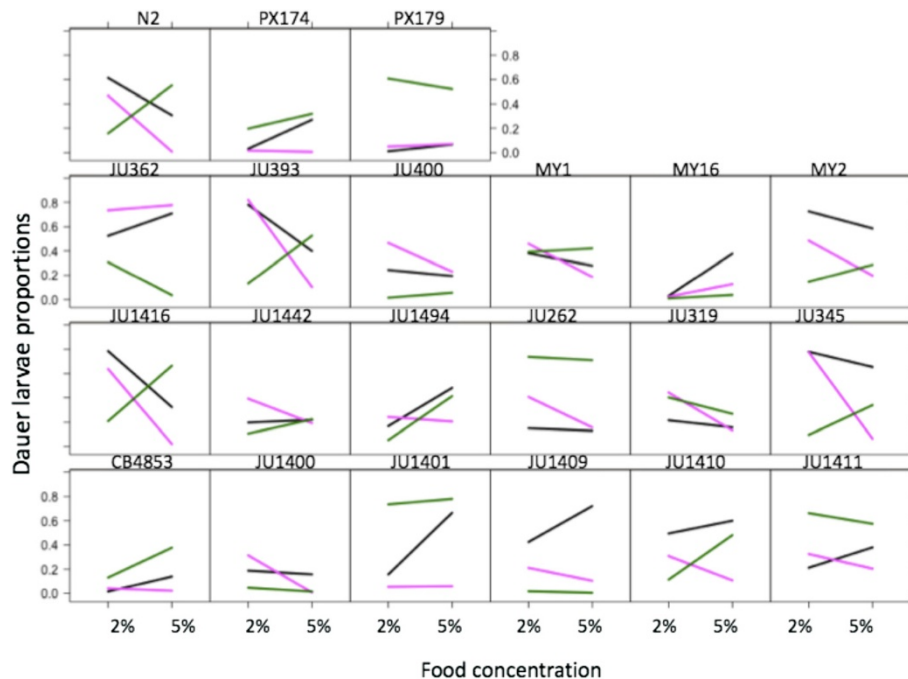 N2 PX174 PX179
0.8
0.6
0.4
0.2
0.0
JU362 JU393 JU400 MY1 MY16 MY2
0.8
0.6
0.4
0.2
0.0
JU1416 JU1442 JU1494 JU262 JU319 JU345
CB4853 JU1400 JU1401 JU1409 JU1410 JU1411
0.8
0.6
0.4
0.2
0.0
2% 5% 2% 5% 2% 5% 2% 5% 2% 5% 2% 5%
Food concentration
Dauer larvae proportions